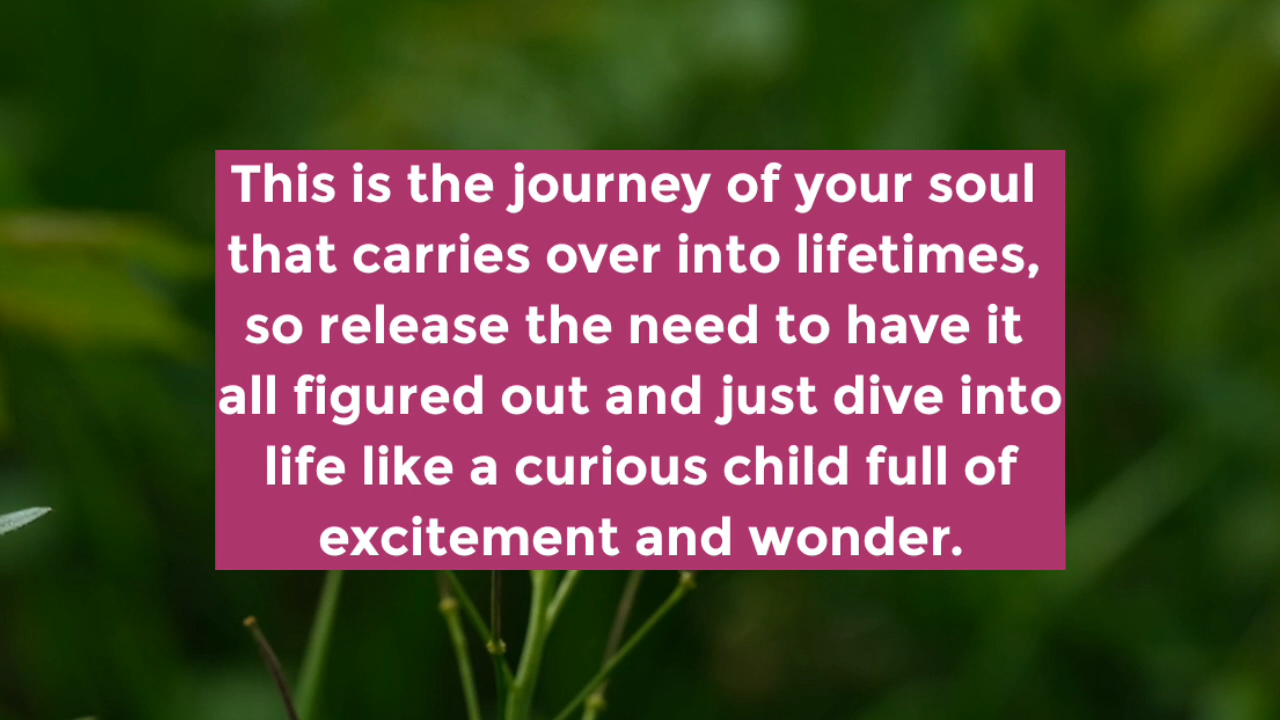 This is the journey of your soul
that carries over into lifetimes,
so release the need to have it
all figured out and just dive into
life like a curious child full of
excitement and wonder.